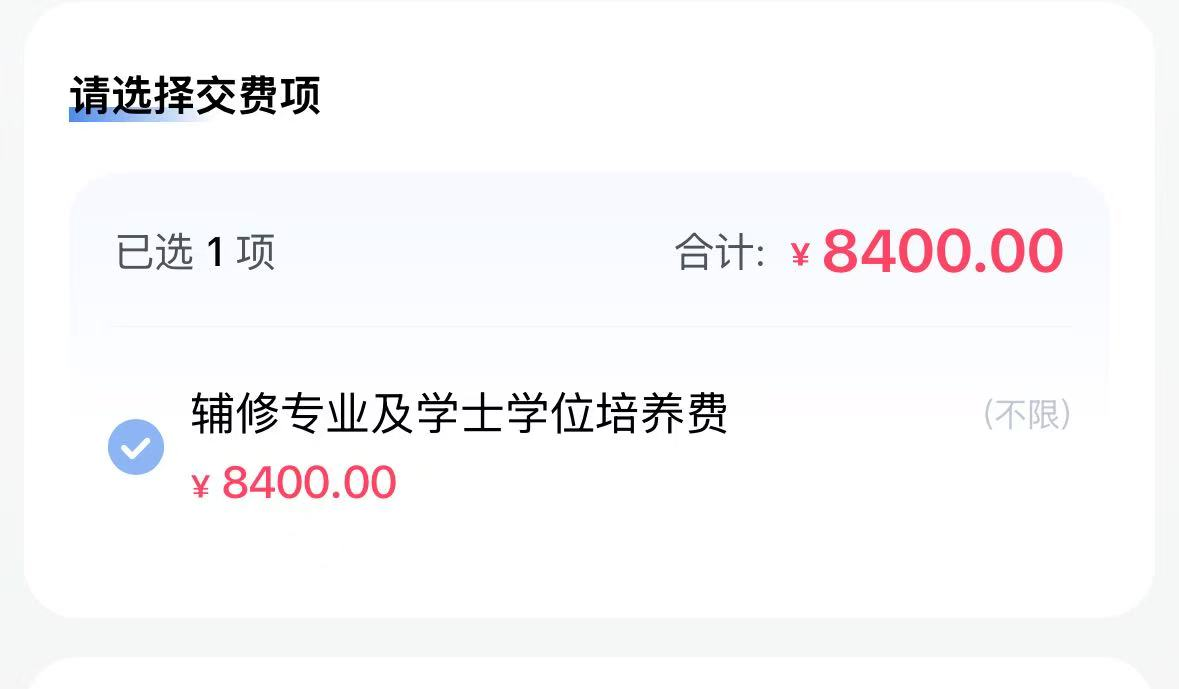 请选择交费项
已选 1 项 合计: ¥ 8400.00
辅修专业及学士学位培养费 (不限)
¥ 8400.00